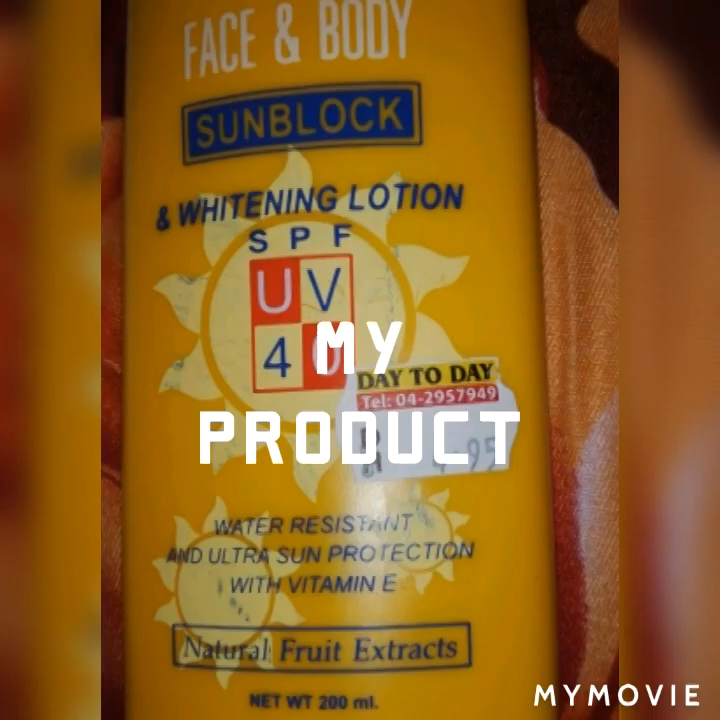 FACE & BODY
SUNBLOCK
& WHITENING LOTION
SPF
UV
40
MY
PRODUCT
DAY TO DAY
Tel: 04-2957949
WATER RESISTANT
AND ULTRA SUN PROTECTION
WITH VITAMIN E
Natural Fruit Extracts
NET WT 200 ml.
MYMOVIE